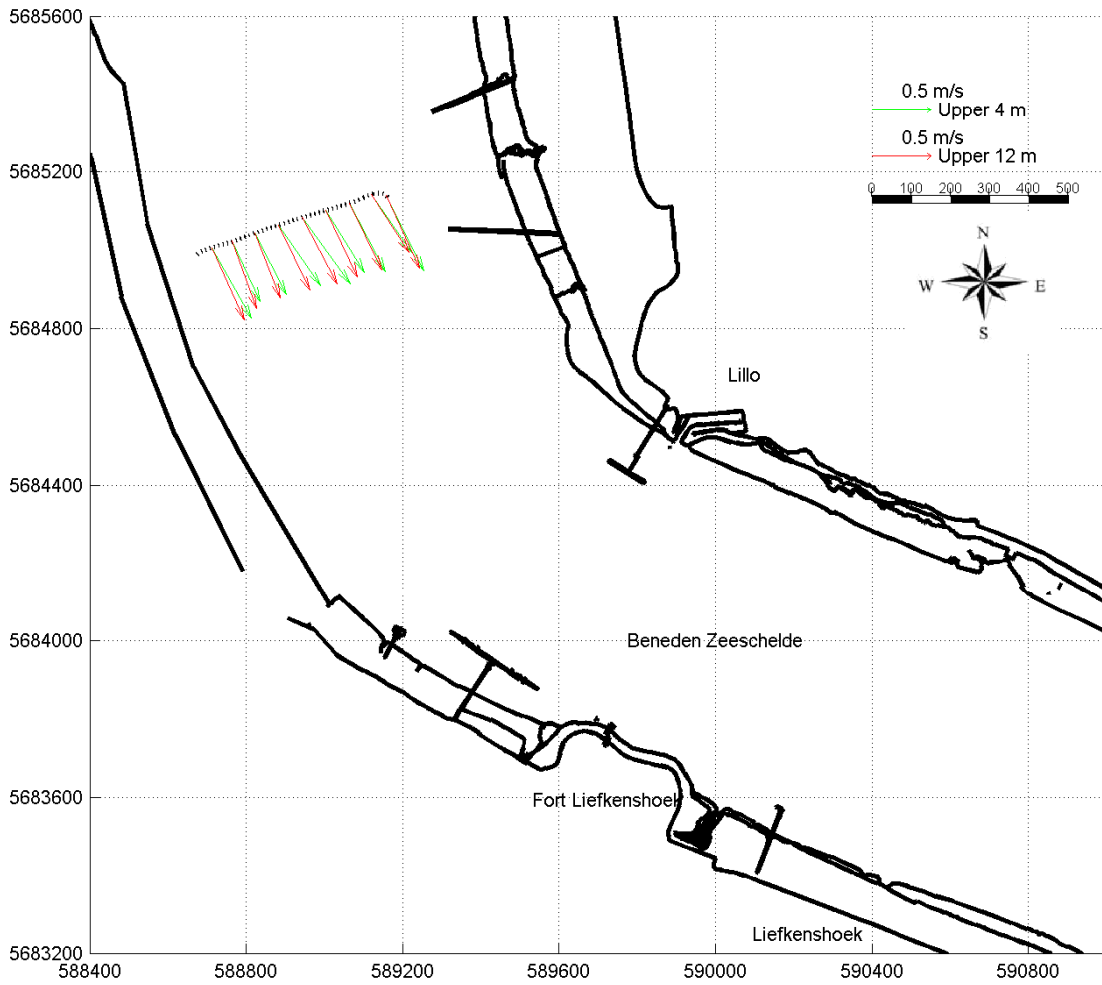 5685600
5685200
5684800
5684400
5684000
5683600
5683200
588400
588800
589200
589600
590000
590400
590800
0.5 m/s
Upper 4 m
0.5 m/s
Upper 12 m
0 100 200 300 400 500
N
W E
S
Lillo
Beneden Zeeschelde
Fort Liefkenshoek
Liefkenshoek